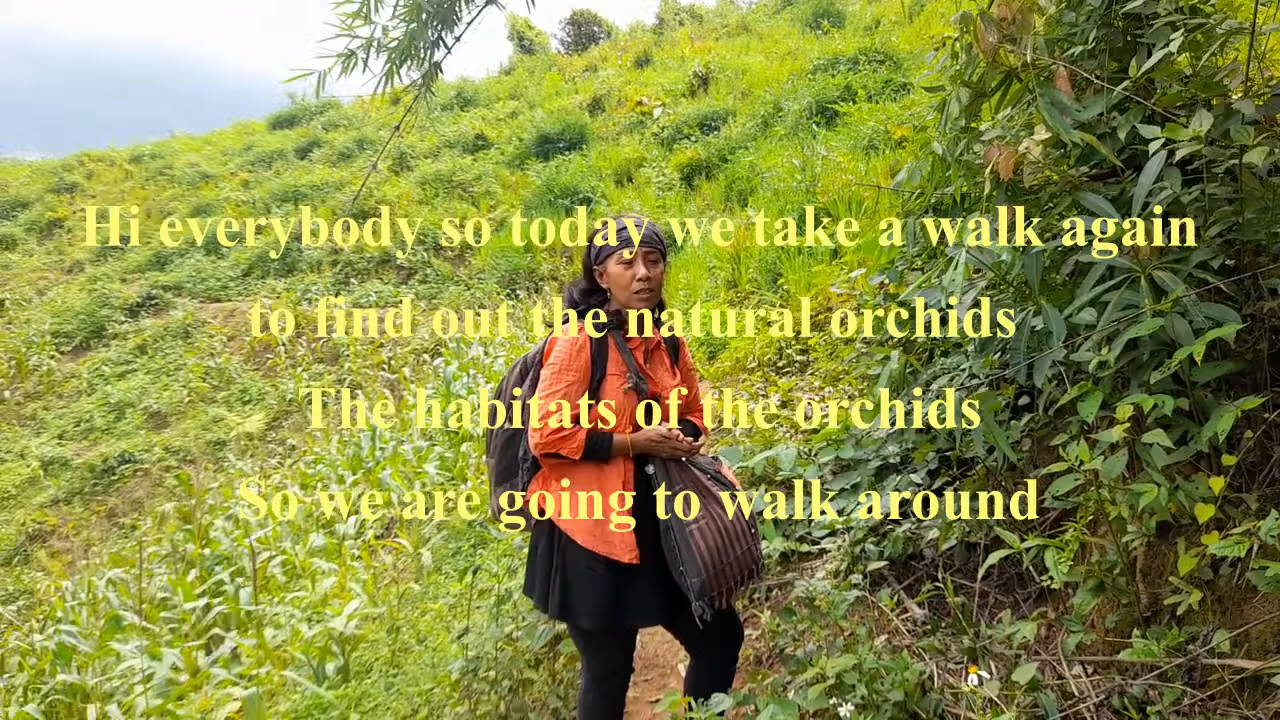 Hi everybody so today we take a walk again
to find out the natural orchids
The habitats of the orchids
So we are going to walk around